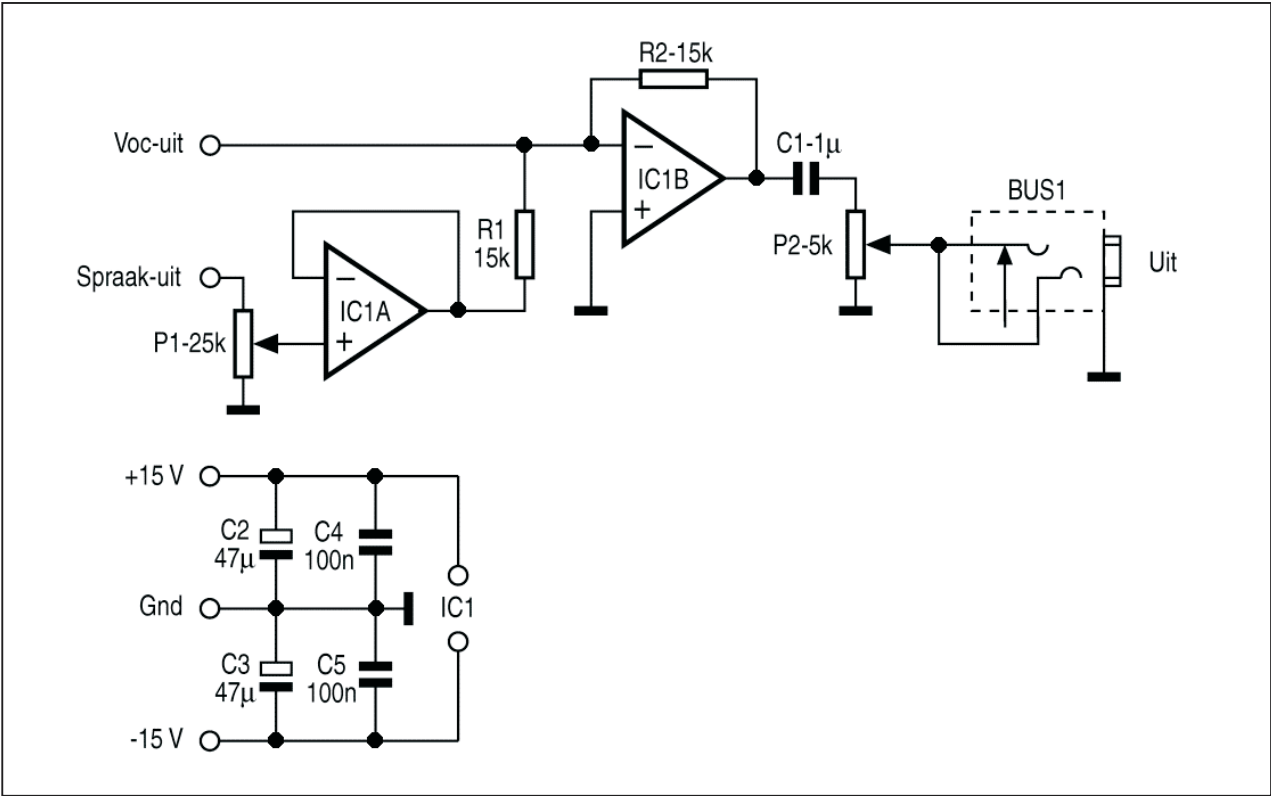 R2-15k
Voc-uit
IC1B
−
+
C1-1µ
BUS1
P2-5k
Uit
R1
15k
Spraak-uit
IC1A
−
+
P1-25k
+15 V
C2
47µ
C4
100n
Gnd
IC1
C3
47µ
C5
100n
-15 V